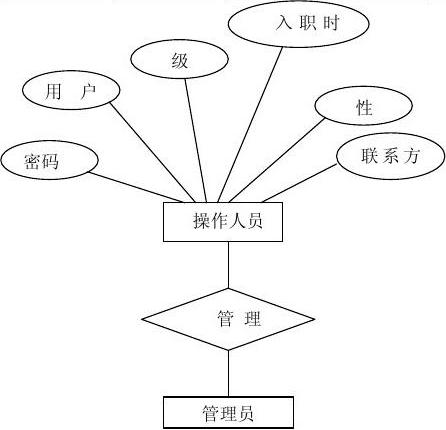 入职时
级
用 户
性
密码
联系方
操作人员
管 理
管理员